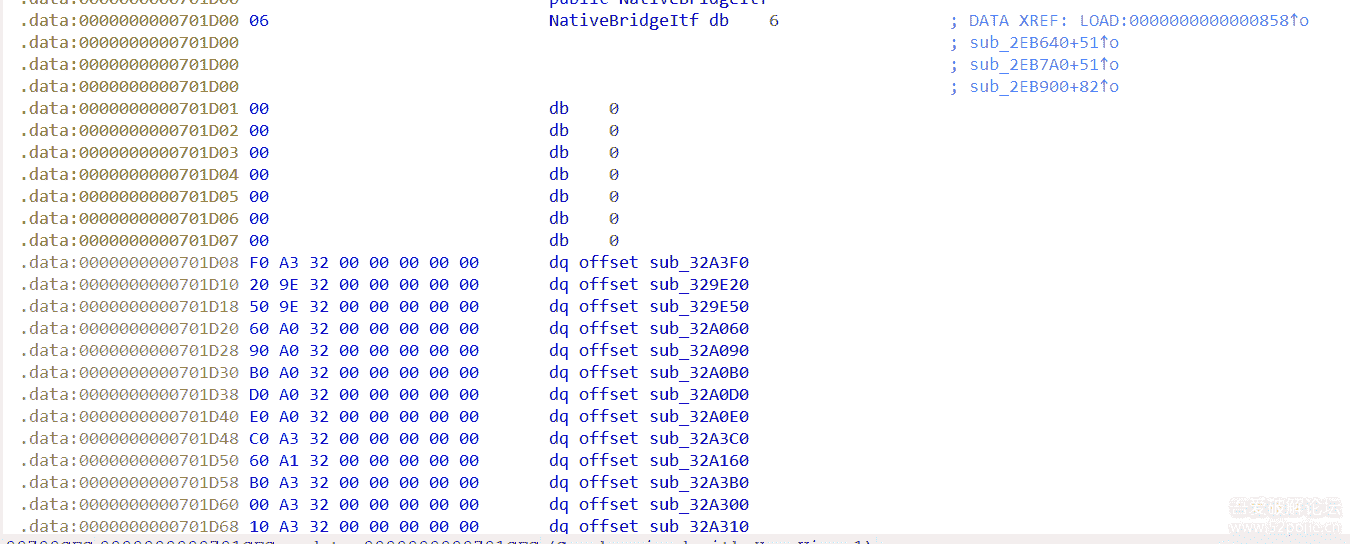 .data:0000000000701D00 public NativeBridgeItf
.data:0000000000701D00 06 NativeBridgeItf db 6 ; DATA XREF: LOAD:0000000000000858↑o
.data:0000000000701D00 ; sub_2EB640+51↑o
.data:0000000000701D00 ; sub_2EB7A0+51↑o
.data:0000000000701D00 ; sub_2EB900+82↑o
.data:0000000000701D01 00 db 0
.data:0000000000701D02 00 db 0
.data:0000000000701D03 00 db 0
.data:0000000000701D04 00 db 0
.data:0000000000701D05 00 db 0
.data:0000000000701D06 00 db 0
.data:0000000000701D07 00 db 0
.data:0000000000701D08 F0 A3 32 00 00 00 00 00 dq offset sub_32A3F0
.data:0000000000701D10 20 9E 32 00 00 00 00 00 dq offset sub_329E20
.data:0000000000701D18 50 9E 32 00 00 00 00 00 dq offset sub_329E50
.data:0000000000701D20 60 A0 32 00 00 00 00 00 dq offset sub_32A060
.data:0000000000701D28 90 A0 32 00 00 00 00 00 dq offset sub_32A090
.data:0000000000701D30 B0 A0 32 00 00 00 00 00 dq offset sub_32A0B0
.data:0000000000701D38 D0 A0 32 00 00 00 00 00 dq offset sub_32A0D0
.data:0000000000701D40 E0 A0 32 00 00 00 00 00 dq offset sub_32A0E0
.data:0000000000701D48 C0 A3 32 00 00 00 00 00 dq offset sub_32A3C0
.data:0000000000701D50 60 A1 32 00 00 00 00 00 dq offset sub_32A160
.data:0000000000701D58 B0 A3 32 00 00 00 00 00 dq offset sub_32A3B0
.data:0000000000701D60 00 A3 32 00 00 00 00 00 dq offset sub_32A300
.data:0000000000701D68 10 A3 32 00 00 00 00 00 dq offset sub_32A310
吾爱破解论坛
www.52pojie.cn